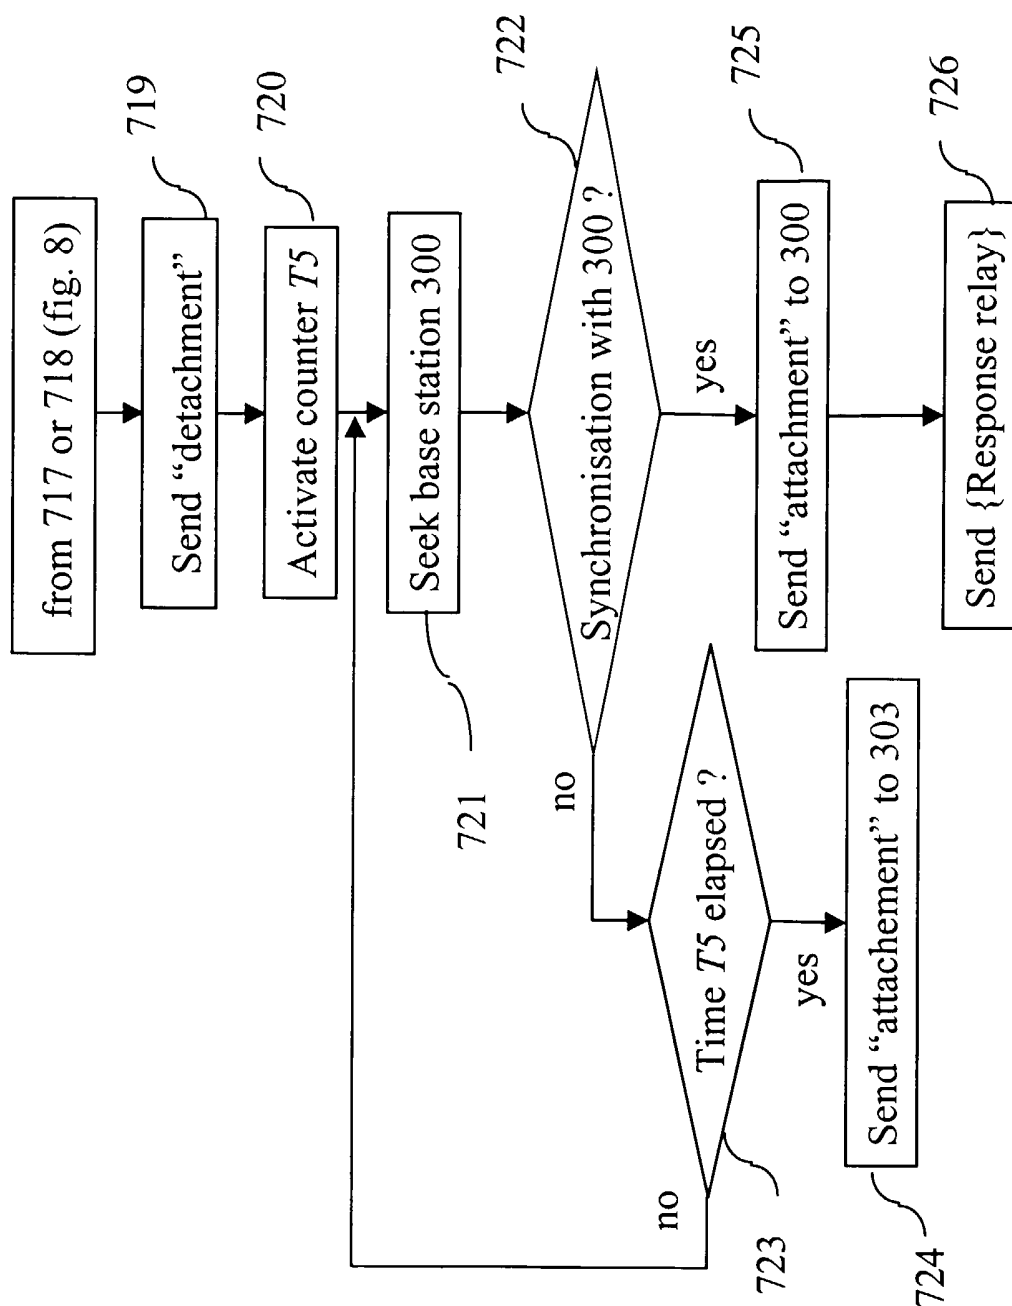 from 717 or 718 (fig. 8)
Send “detachment”
719
Activate counter T5
720
Seek base station 300
721
Synchronisation with 300 ?
722
no
yes
Time T5 elapsed ?
723
no
yes
Send “attachement” to 303
724
Send “attachment” to 300
725
Send {Response relay}
726